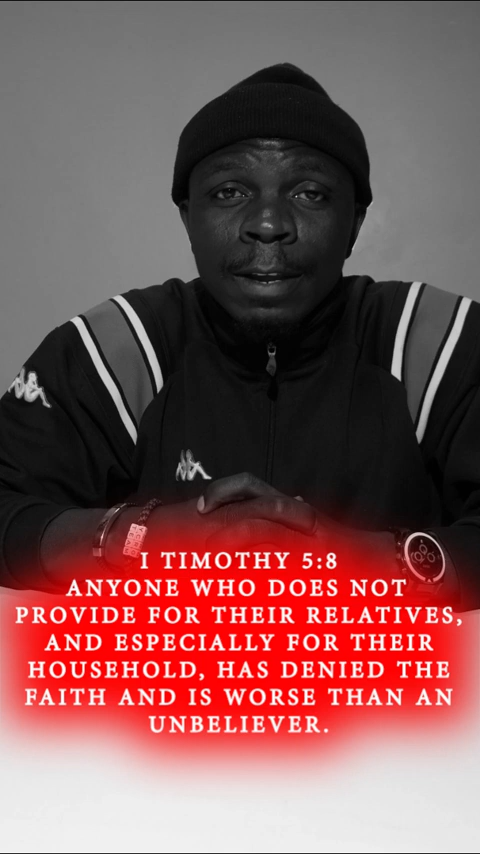 I TIMOTHY 5:8
ANYONE WHO DOES NOT
PROVIDE FOR THEIR RELATIVES,
AND ESPECIALLY FOR THEIR
HOUSEHOLD, HAS DENIED THE
FAITH AND IS WORSE THAN AN
UNBELIEVER.